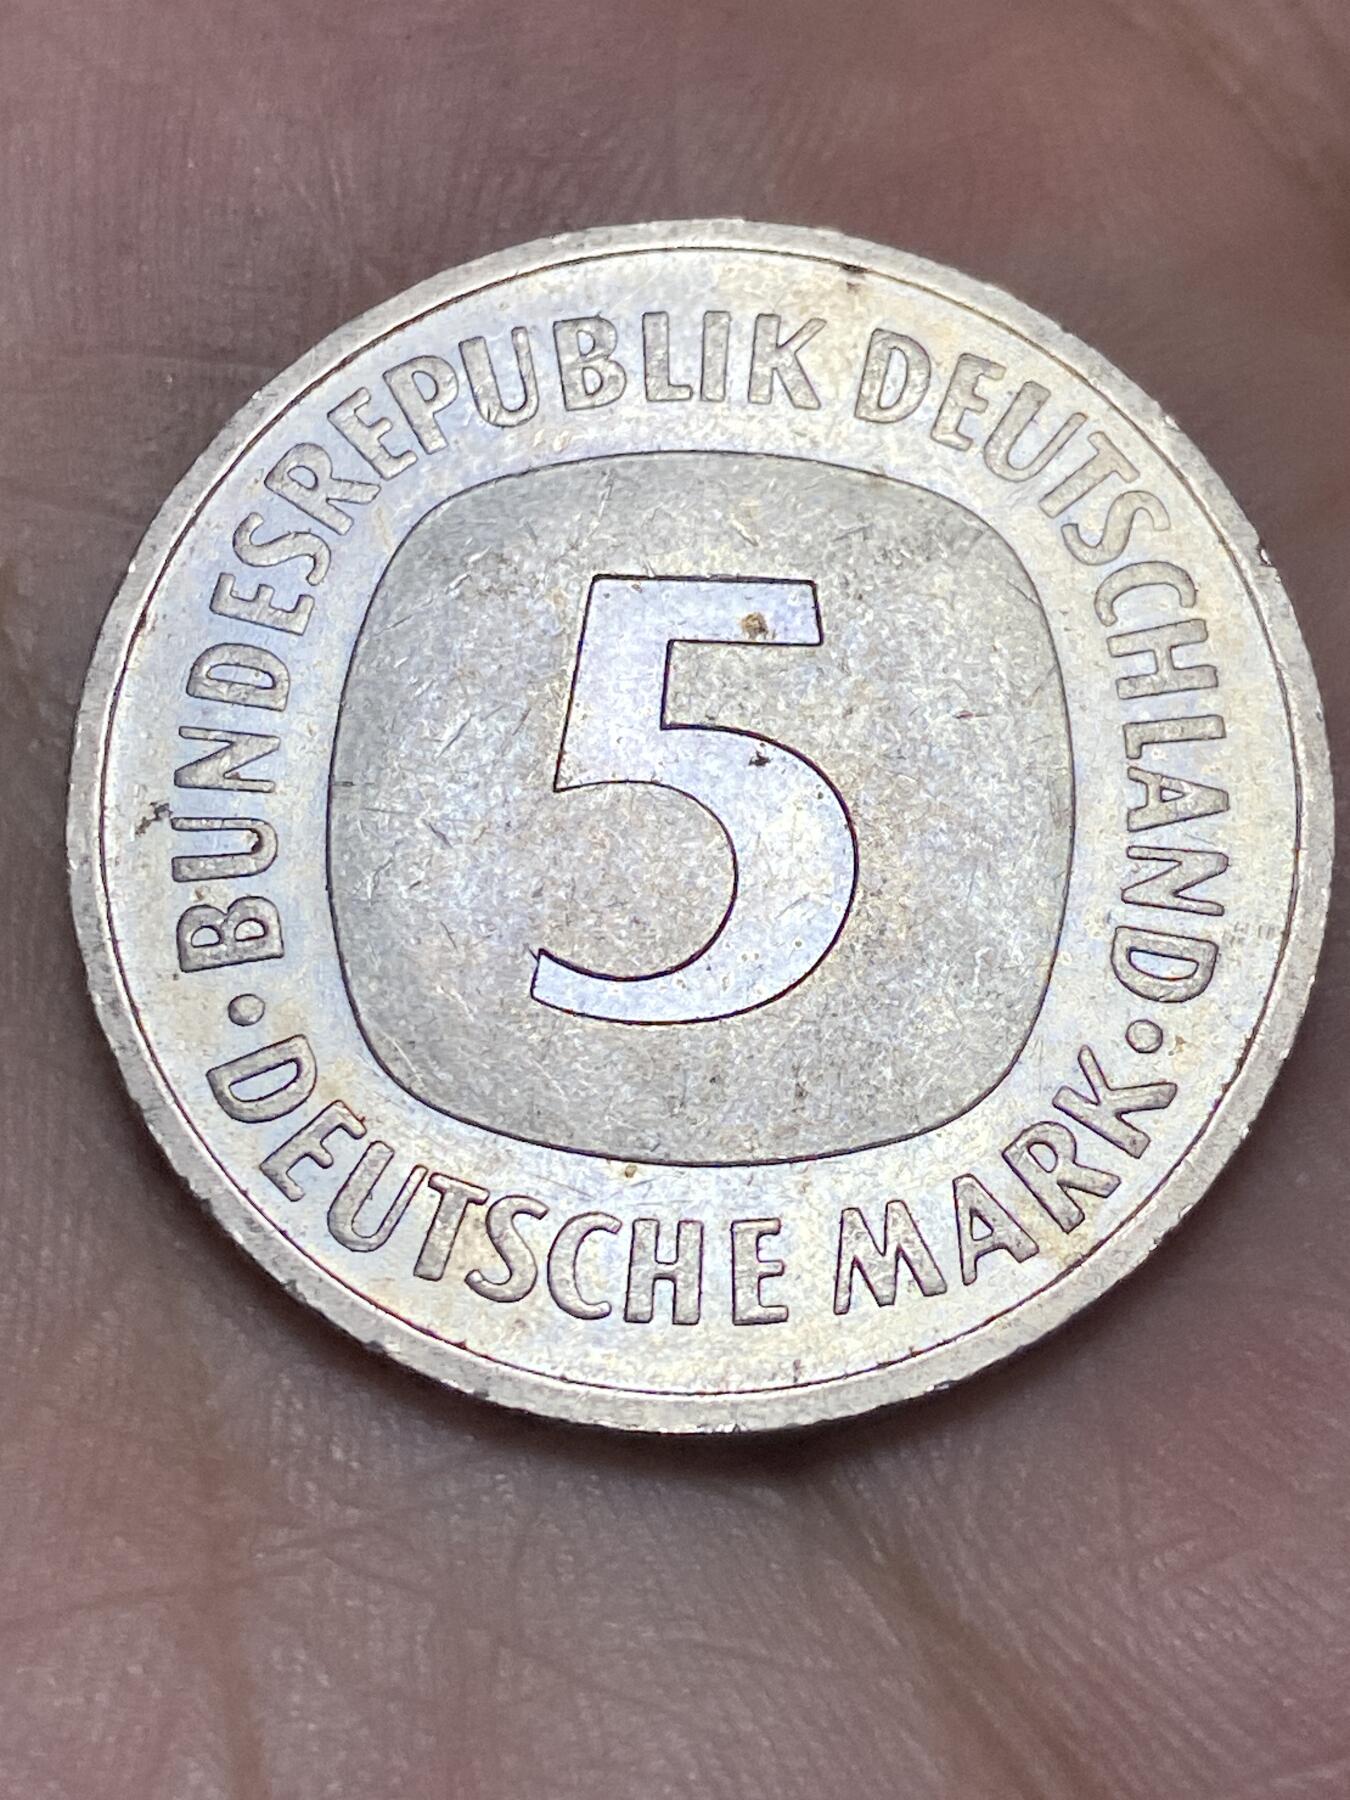 BUNDESREPUBLIK DEUTSCHLAND
5
· DEUTSCHE MARK ·